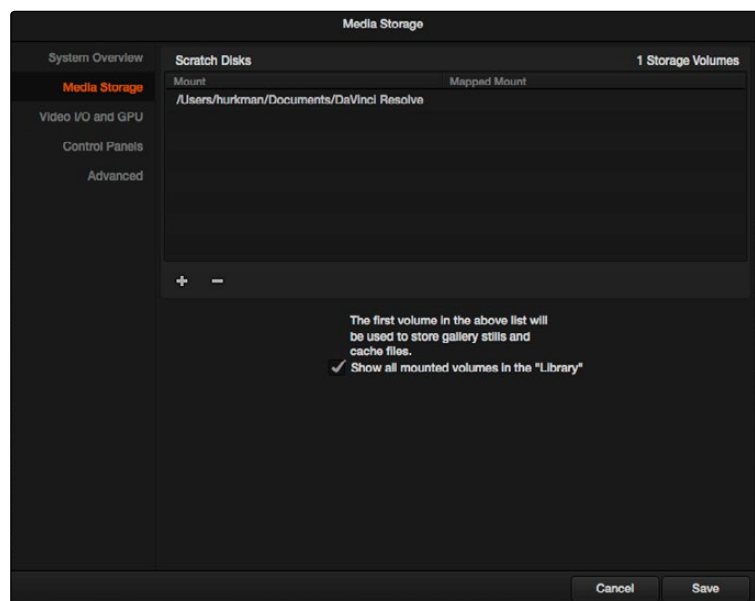 Media Storage
System Overview
Media Storage
Video I/O and GPU
Control Panels
Advanced
Scratch Disks
1 Storage Volumes
Mount
Mapped Mount
/Users/hurkman/Documents/DaVinci Resolve
The first volume in the above list will
be used to store gallery stills and
cache files.
Show all mounted volumes in the "Library"
Cancel
Save